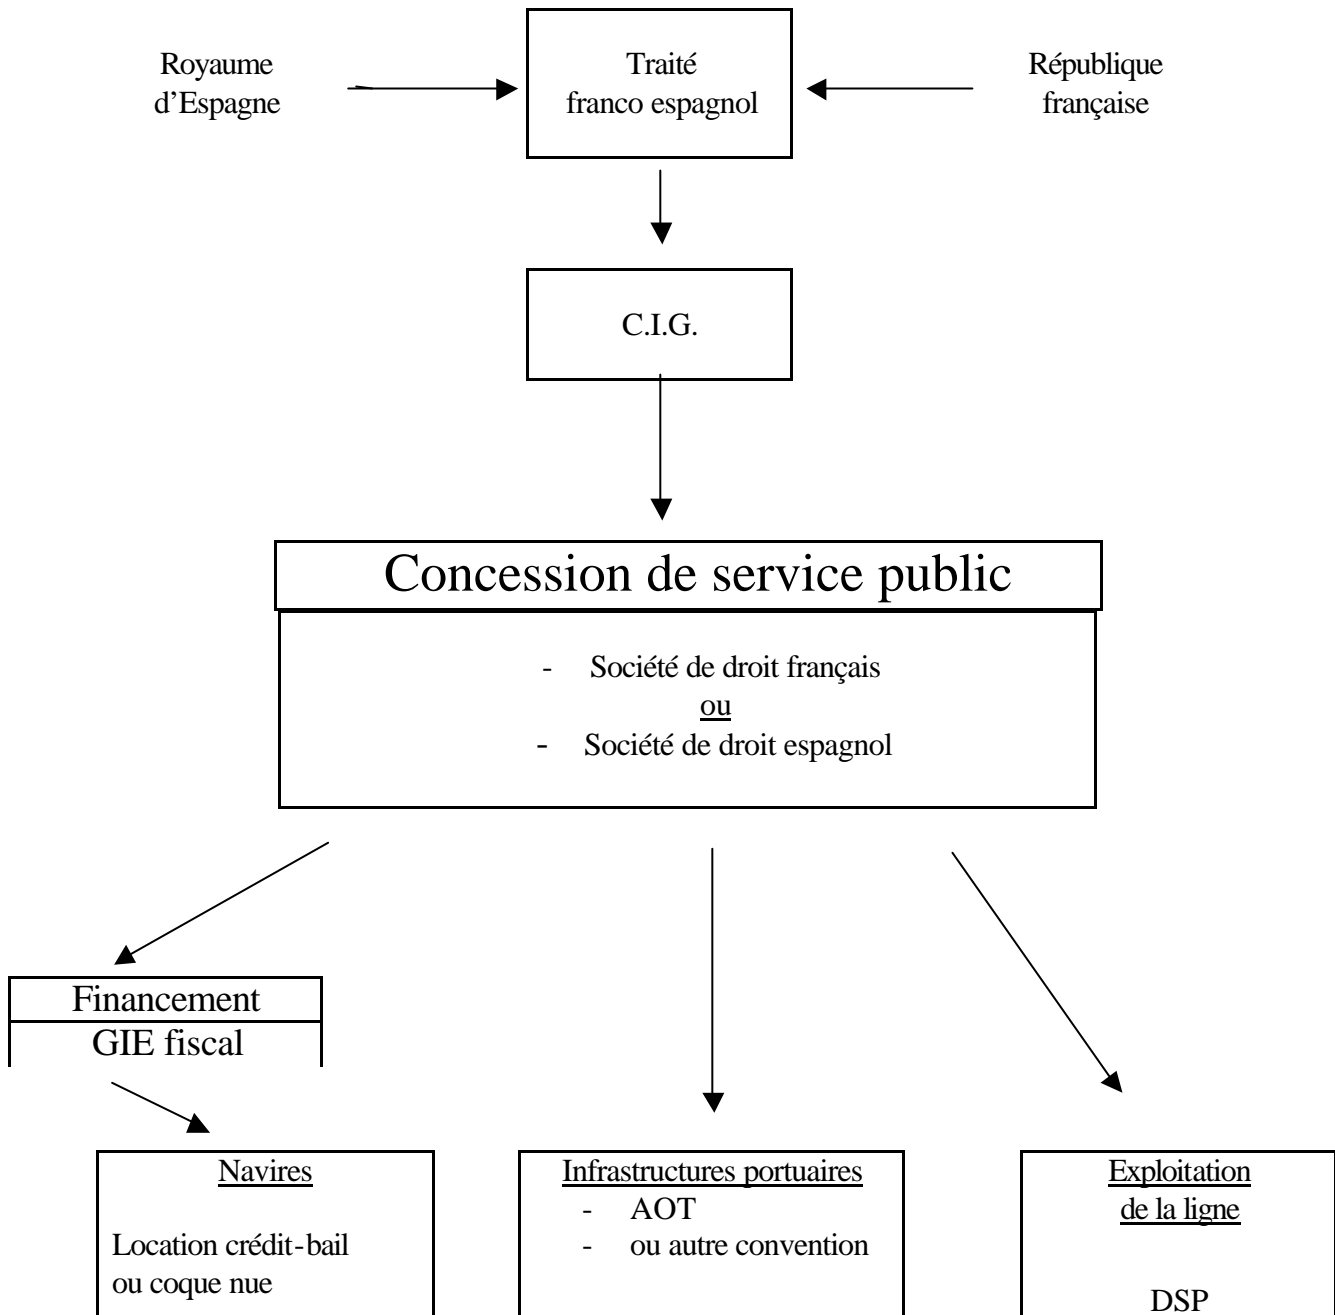 Royaume
d’Espagne
Traité
franco espagnol
République
française
C.I.G.
Concession de service public
- Société de droit français
ou
- Société de droit espagnol
Financement
GIE fiscal
Navires
Location crédit-bail
ou coque nue
Infrastructures portuaires
- AOT
- ou autre convention
Exploitation
de la ligne
DSP